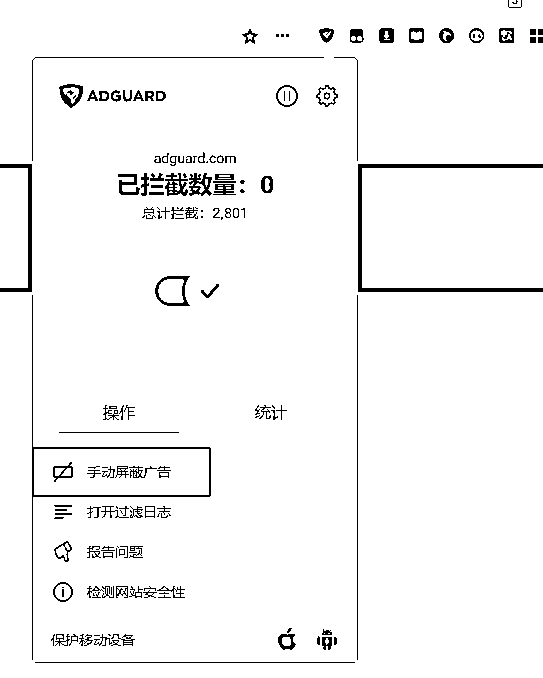 ADGUARD
adguard.com
已拦截数量：0
总计拦截：2,801
操作
统计
手动屏蔽广告
打开过滤日志
报告问题
检测网站安全性
保护移动设备